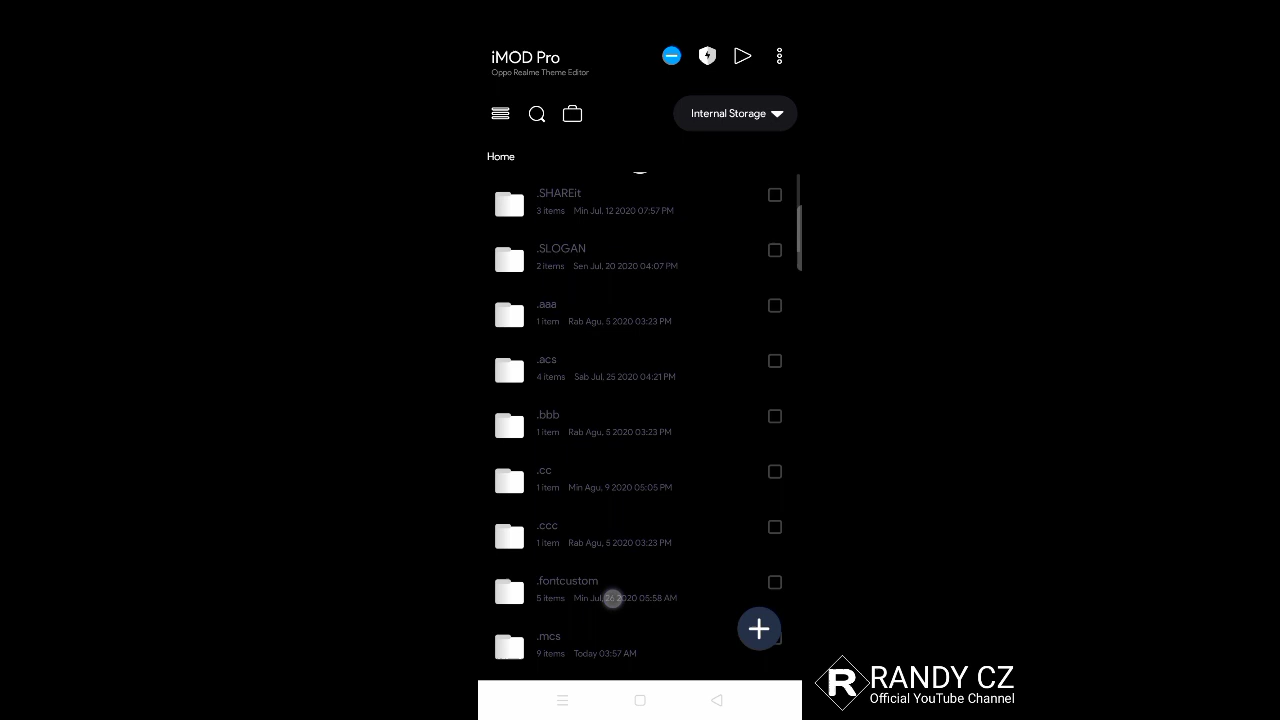 iMOD Pro
Oppo Realme Theme Editor
Internal Storage
Home
.SHAREit
3 items Min Jul, 12 2020 07:57 PM
.SLOGAN
2 items Sen Jul, 20 2020 04:07 PM
.aaa
1 item Rab Agu, 5 2020 03:23 PM
.acs
4 items Sab Jul, 25 2020 04:21 PM
.bbb
1 item Rab Agu, 5 2020 03:23 PM
.cc
1 item Min Agu, 9 2020 05:05 PM
.ccc
1 item Rab Agu, 5 2020 03:23 PM
.fontcustom
5 items Min Jul, 26 2020 05:58 AM
.mcs
9 items Today 03:57 AM
R RANDY CZ
Official YouTube Channel